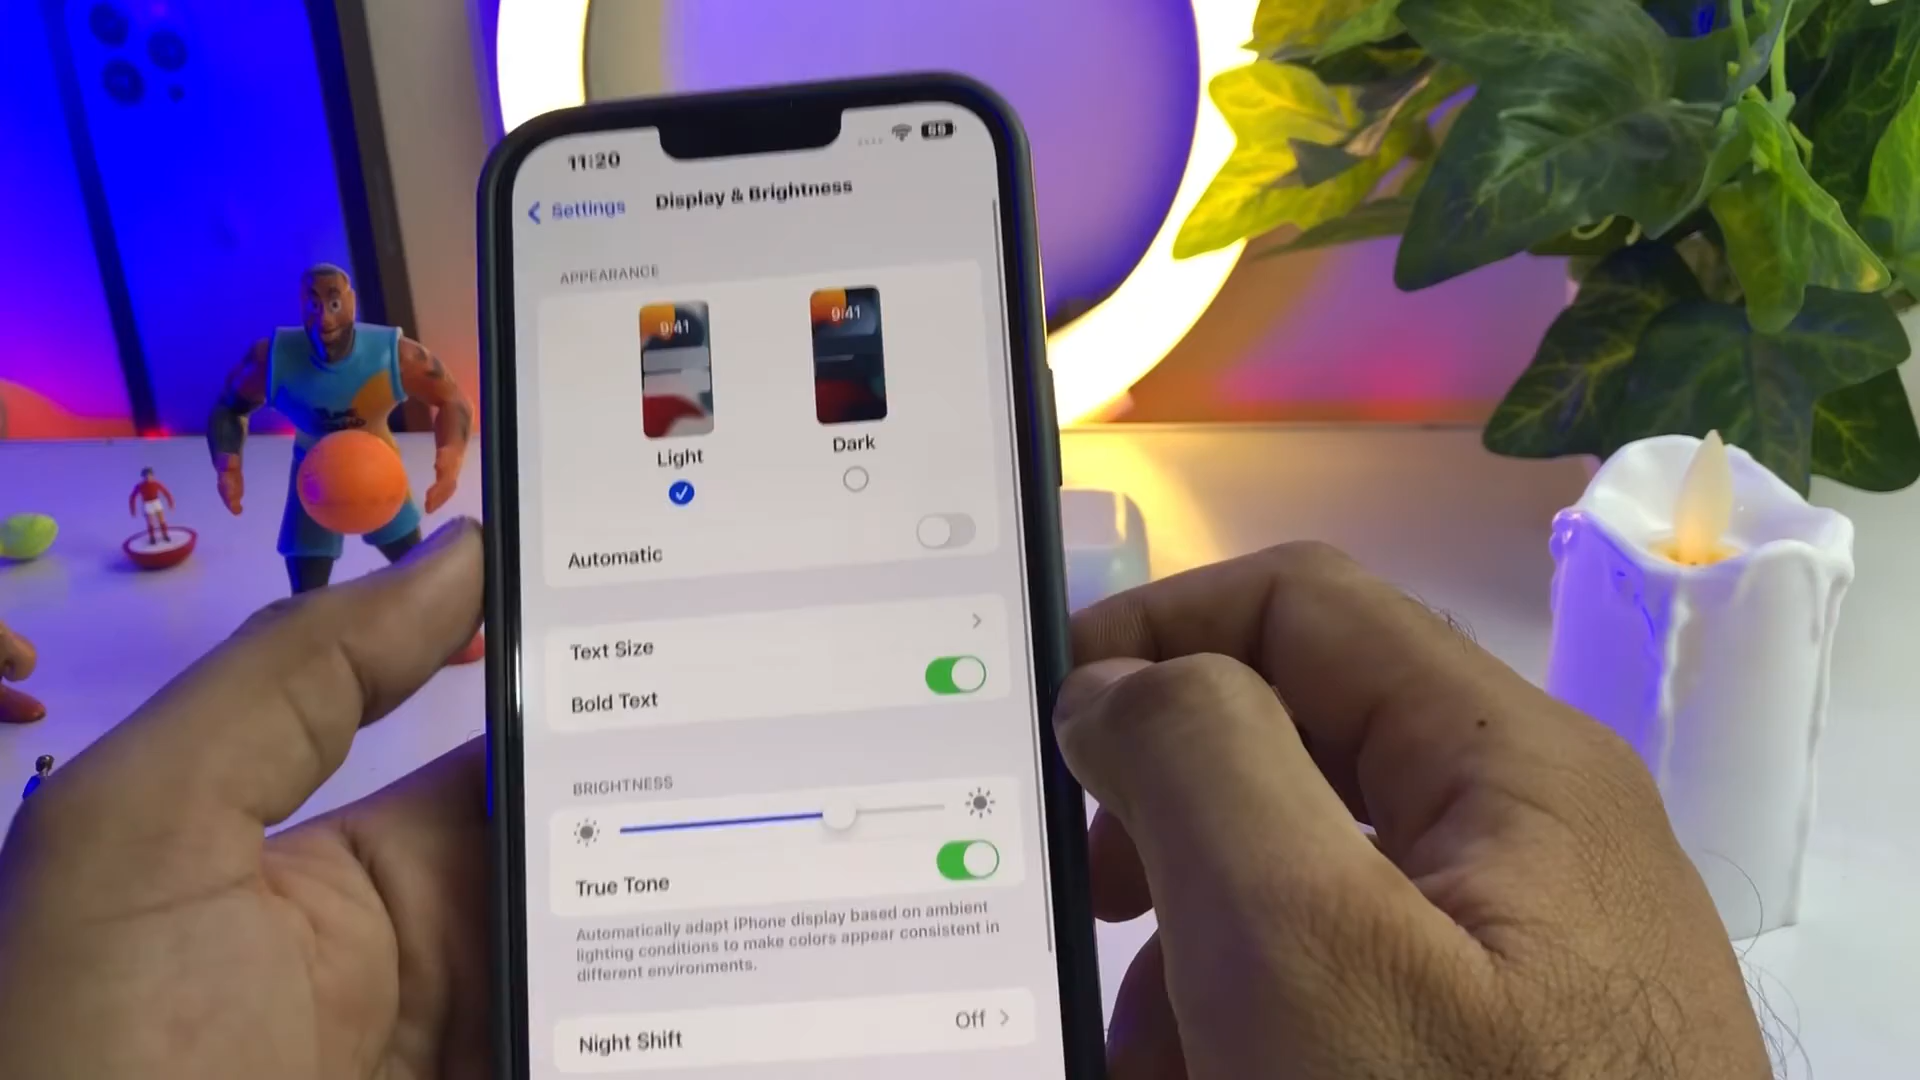 11:20
66
Settings
Display & Brightness
APPEARANCE
9:41
9:41
Light
Dark
Automatic
Text Size
Bold Text
BRIGHTNESS
True Tone
Automatically adapt iPhone display based on ambient
lighting conditions to make colors appear consistent in
different environments.
Night Shift
Off